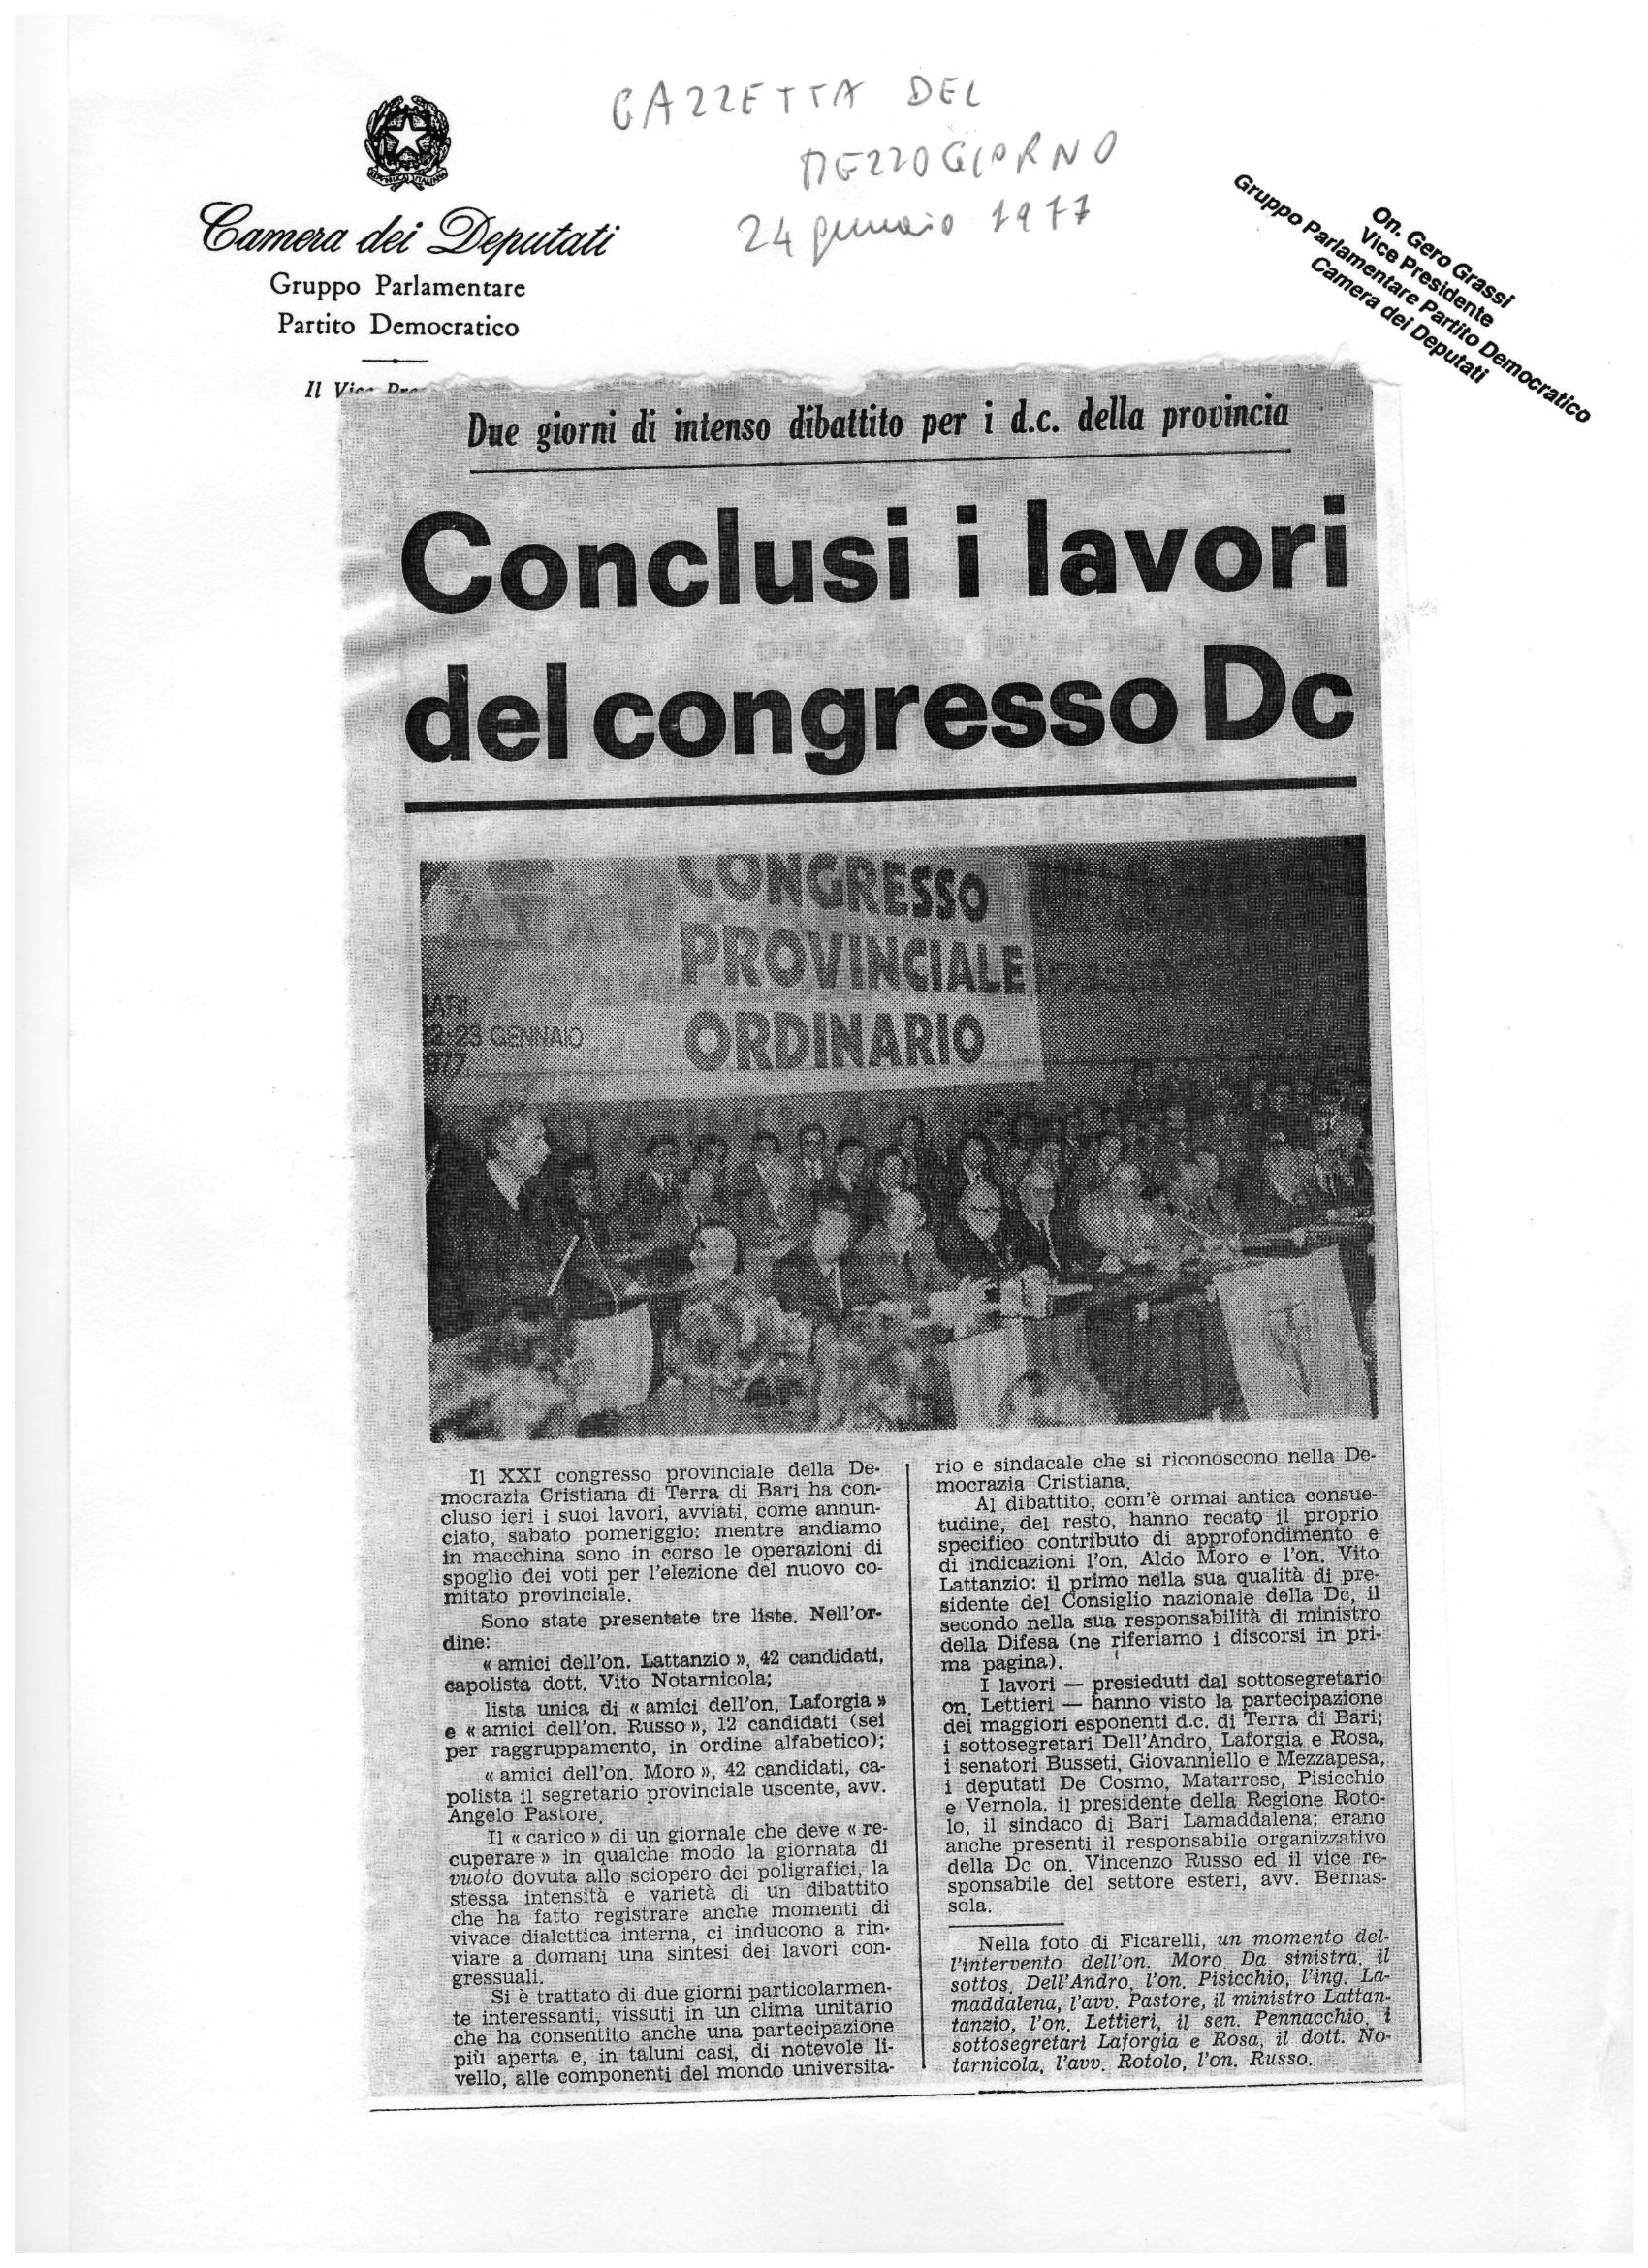 GAZZETTA DEL
MEZZOGIORNO
24 gennaio 1977
REPVBBLICA ITALIANA
Camera dei Deputati
Gruppo Parlamentare
Partito Democratico
On. Gero Grassi
Vice Presidente
Gruppo Parlamentare Partito Democratico
Camera dei Deputati
Il Vice Pre
Due giorni di intenso dibattito per i d.c. della provincia
Conclusi i lavori
del congresso Dc
CONGRESSO
PROVINCIALE
ORDINARIO
BARI
22-23 GENNAIO
1977
Il XXI congresso provinciale della De-
mocrazia Cristiana di Terra di Bari ha con-
cluso ieri i suoi lavori, avviati, come annun-
ciato, sabato pomeriggio: mentre andiamo
in macchina sono in corso le operazioni di
spoglio dei voti per l'elezione del nuovo co-
mitato provinciale.
Sono state presentate tre liste. Nell'or-
dine:
« amici dell'on. Lattanzio », 42 candidati,
capolista dott. Vito Notarnicola;
lista unica di « amici dell'on. Laforgia »
e « amici dell'on. Russo », 12 candidati (sei
per raggruppamento, in ordine alfabetico);
« amici dell'on. Moro », 42 candidati, ca-
polista il segretario provinciale uscente, avv.
Angelo Pastore.
Il « carico » di un giornale che deve « re-
cuperare » in qualche modo la giornata di
vuoto dovuta allo sciopero dei poligrafici, la
stessa intensità e varietà di un dibattito
che ha fatto registrare anche momenti di
vivace dialettica interna, ci inducono a rin-
viare a domani una sintesi dei lavori con-
gressuali.
Si è trattato di due giorni particolarmen-
te interessanti, vissuti in un clima unitario
che ha consentito anche una partecipazione
più aperta e, in taluni casi, di notevole li-
vello, alle componenti del mondo universita-
rio e sindacale che si riconoscono nella De-
mocrazia Cristiana.
Al dibattito, com'è ormai antica consue-
tudine, del resto, hanno recato il proprio
specifico contributo di approfondimento e
di indicazioni l'on. Aldo Moro e l'on. Vito
Lattanzio: il primo nella sua qualità di pre-
sidente del Consiglio nazionale della Dc, il
secondo nella sua responsabilità di ministro
della Difesa (ne riferiamo i discorsi in pri-
ma pagina).
I lavori — presieduti dal sottosegretario
on. Lettieri — hanno visto la partecipazione
dei maggiori esponenti d.c. di Terra di Bari;
i sottosegretari Dell'Andro, Laforgia e Rosa,
i senatori Busseti, Giovanniello e Mezzapesa,
i deputati De Cosmo, Matarrese, Pisicchio
e Vernola, il presidente della Regione Roto-
lo, il sindaco di Bari Lamaddalena; erano
anche presenti il responsabile organizzativo
della Dc on. Vincenzo Russo ed il vice re-
sponsabile del settore esteri, avv. Bernas-
sola.
Nella foto di Ficarelli, un momento del-
l'intervento dell'on. Moro. Da sinistra, il
sottos. Dell'Andro, l'on. Pisicchio, l'ing. La-
maddalena, l'avv. Pastore, il ministro Lattan-
tanzio, l'on. Lettieri, il sen. Pennacchio, i
sottosegretari Laforgia e Rosa, il dott. No-
tarnicola, l'avv. Rotolo, l'on. Russo.